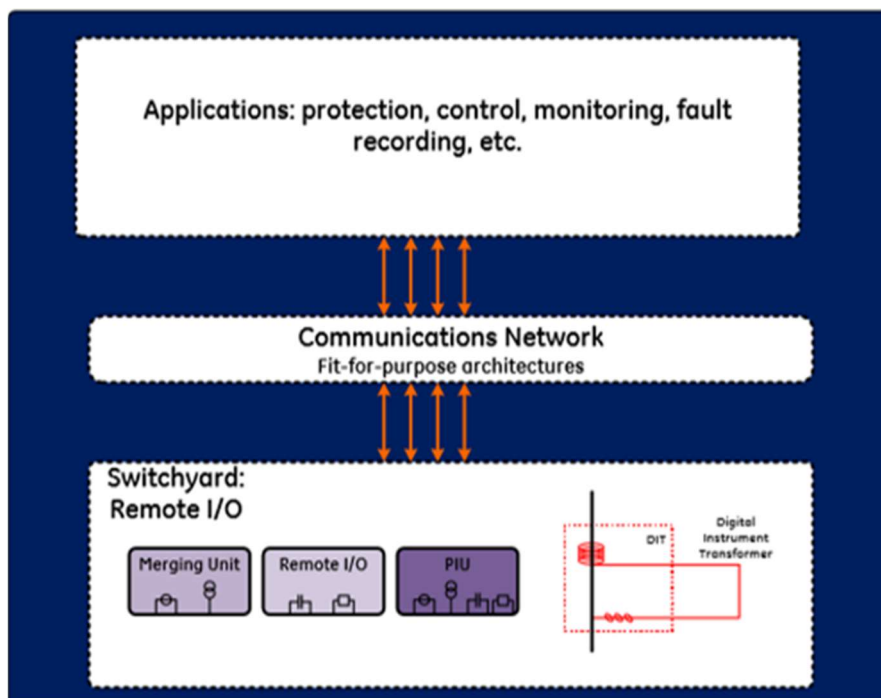 Applications: protection, control, monitoring, fault
recording, etc.
Communications Network
Fit-for-purpose architectures
Switchyard:
Remote I/O
Merging Unit
Remote I/O
PIU
DIT
Digital
Instrument
Transformer